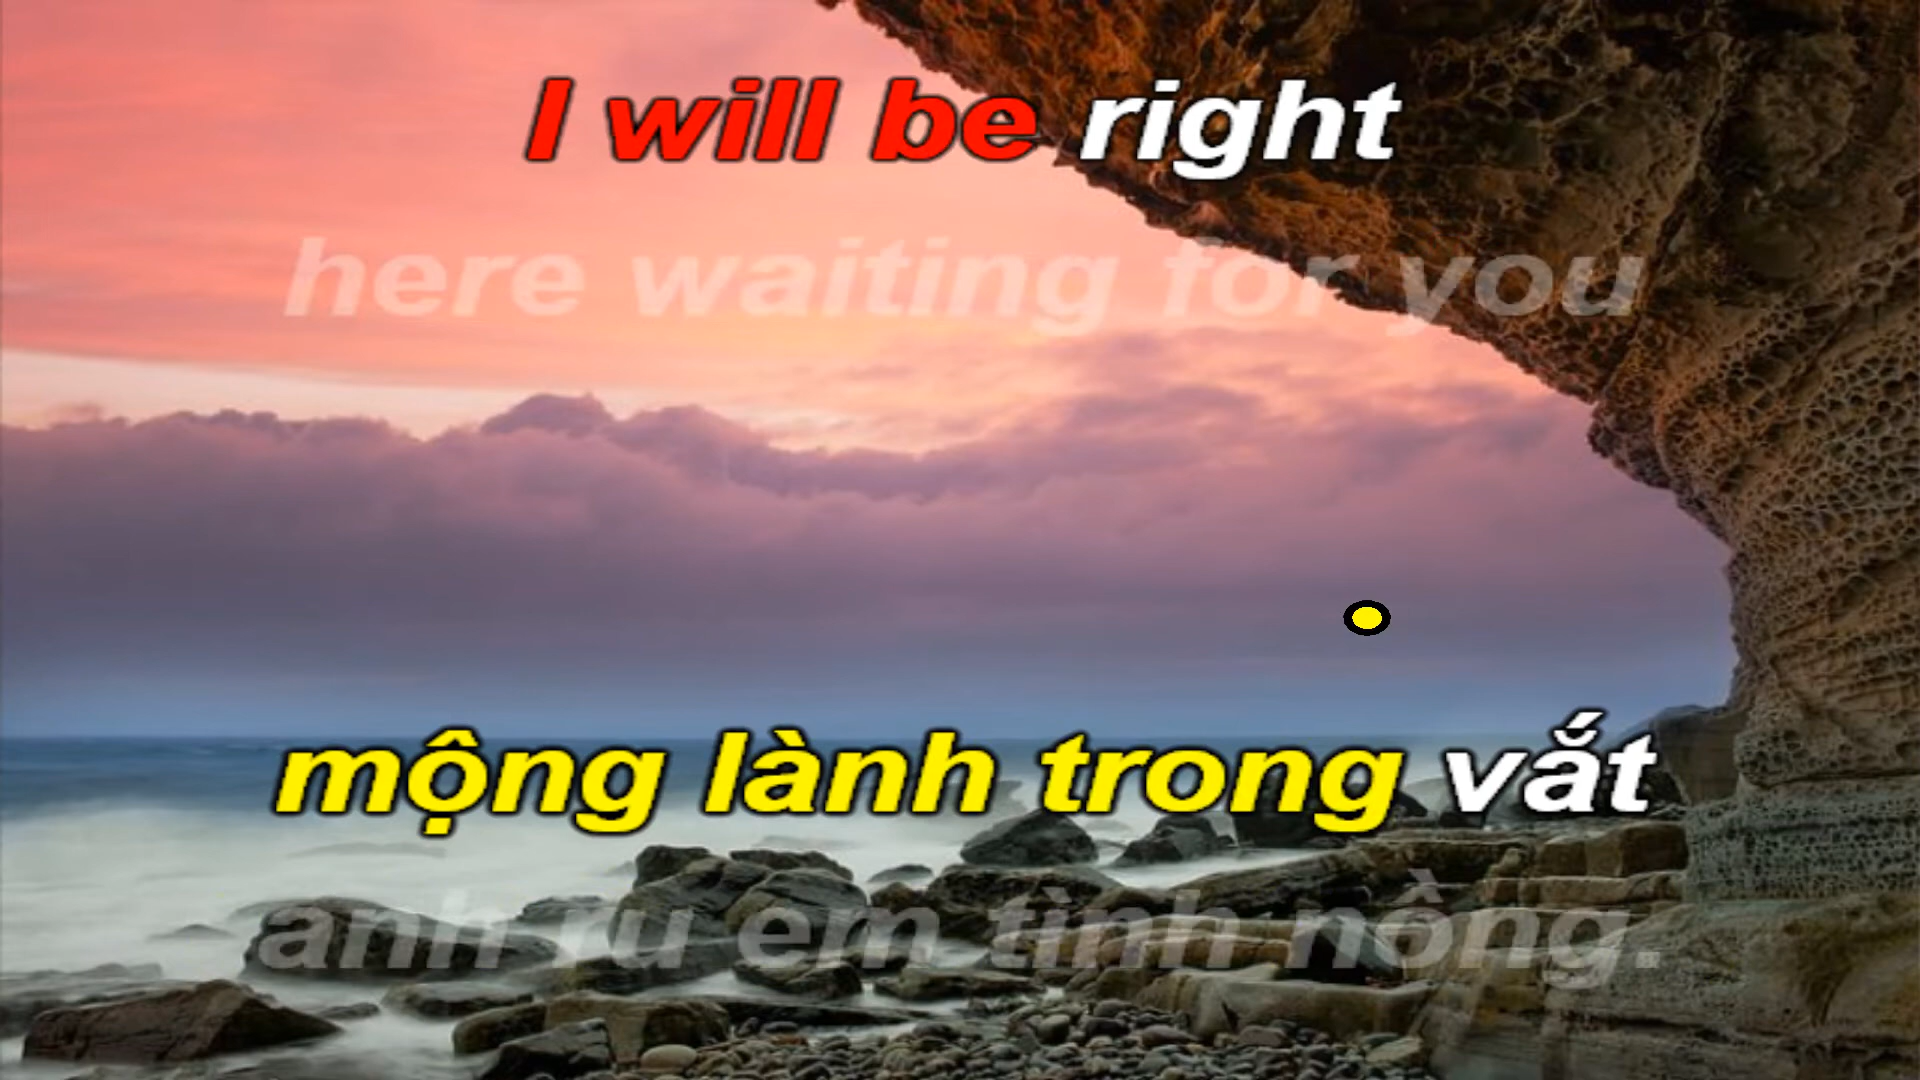 I will be right
here waiting for you
mộng lành trong vắt
anh ru em tình nồng.